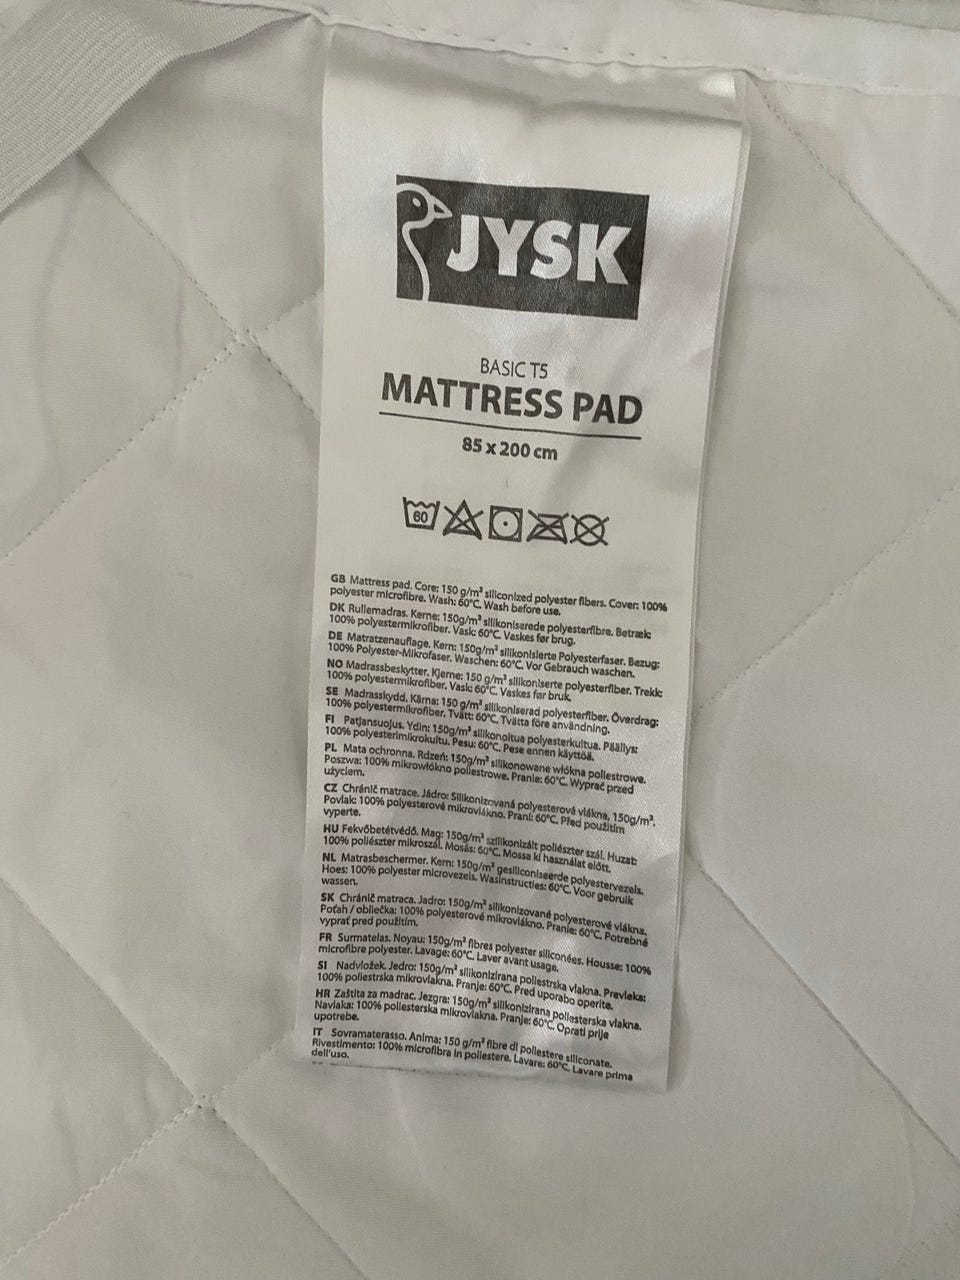 JYSK
BASIC T5
MATTRESS PAD
85 x 200 cm
60
GB Mattress pad. Core: 150 g/m² siliconized polyester fibers. Cover: 100%
polyester microfibre. Wash: 60°C. Wash before use.
DK Rullemadras. Kerne: 150g/m² silikoniserede polyesterfibre. Betræk:
100% polyestermikrofiber. Vask: 60°C. Vaskes før brug.
DE Matratzenauflage. Kern: 150g/m² silikonisierte Polyesterfaser. Bezug:
100% Polyester-Mikrofaser. Waschen: 60°C. Vor Gebrauch waschen.
NO Madrassbeskytter. Kjerne: 150 g/m² silikoniserte polyesterfiber. Trekk:
100% polyestermikrofiber. Vask: 60°C. Vaskes før bruk.
SE Madrasskydd. Kärna: 150 g/m² silikoniserad polyesterfiber. Överdrag:
100% polyestermikrofiber. Tvätt: 60°C. Tvätta före användning.
FI Patjansuojus. Ydin: 150g/m² silikonoitua polyesterkuitua. Päällys:
100% polyesterimikrokuitu. Pesu: 60°C. Pese ennen käyttöä.
PL Mata ochronna. Rdzeń: 150g/m² silikonowane włókna poliestrowe.
Poszwa: 100% mikrowłókno poliestrowe. Pranie: 60°C. Wyprać przed
użyciem.
CZ Chránič matrace. Jádro: Silikonizovaná polyesterová vlákna, 150g/m².
Povlak: 100% polyesterové mikrovlákno. Praní: 60°C. Před použitím
vyperte.
HU Fekvőbetétvédő. Mag: 150g/m² szilikonizált poliészter szál. Huzat:
100% poliészter mikroszál. Mosás: 60°C. Mossa ki használat előtt.
NL Matrasbeschermer. Kern: 150g/m² gesiliconiseerde polyestervezels.
Hoes: 100% polyester microvezels. Wasinstructies: 60°C. Voor gebruik
wassen.
SK Chránič matraca. Jadro: 150g/m² silikonizované polyesterové vlákna.
Poťah / obliečka: 100% polyesterové mikrovlákno. Pranie: 60°C. Potrebné
vyprať pred použitím.
FR Surmatelas. Noyau: 150g/m² fibres polyester siliconées. Housse: 100%
microfibre polyester. Lavage: 60°C. Laver avant usage.
SI Nadvložek. Jedro: 150g/m² silikonizirana poliestrska vlakna. Prevleka:
100% poliestrska mikrovlakna. Pranje: 60°C. Pred uporabo operite.
HR Zaštita za madrac. Jezgra: 150g/m² silikonizirana poliesterska vlakna.
Navlaka: 100% poliesterska mikrovlakna. Pranje: 60°C. Oprati prije
upotrebe.
IT Sovramaterasso. Anima: 150 g/m² fibre di poliestere siliconate.
Rivestimento: 100% microfibra in poliestere. Lavare: 60°C. Lavare prima
dell'uso.